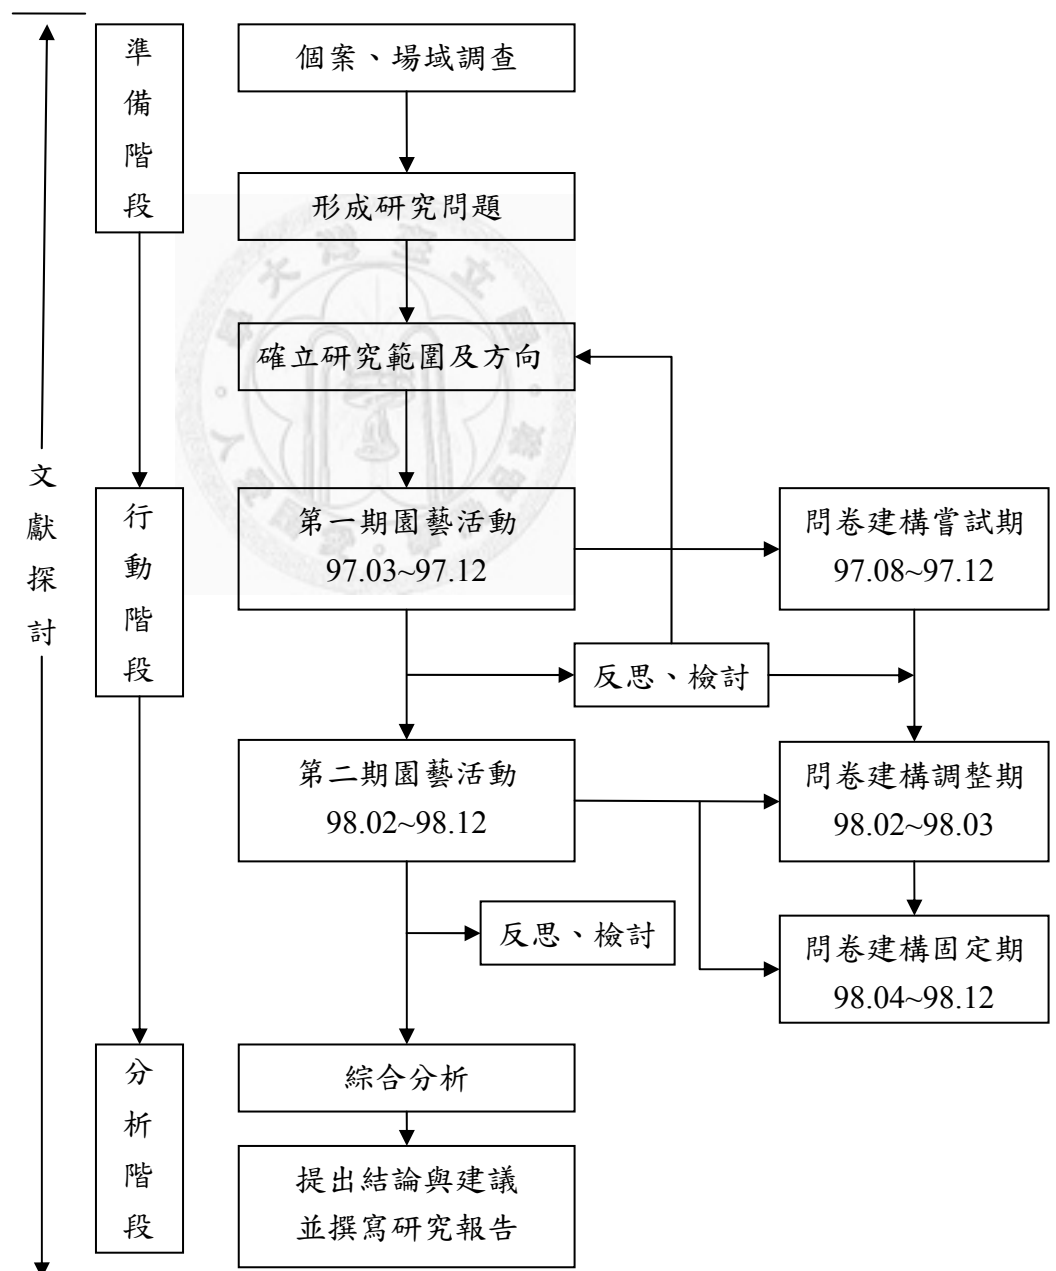 文獻探討
準備階段
個案、場域調查
形成研究問題
確立研究範圍及方向
行動階段
第一期園藝活動
97.03~97.12
問卷建構嘗試期
97.08~97.12
反思、檢討
第二期園藝活動
98.02~98.12
問卷建構調整期
98.02~98.03
反思、檢討
問卷建構固定期
98.04~98.12
分析階段
綜合分析
提出結論與建議
並撰寫研究報告